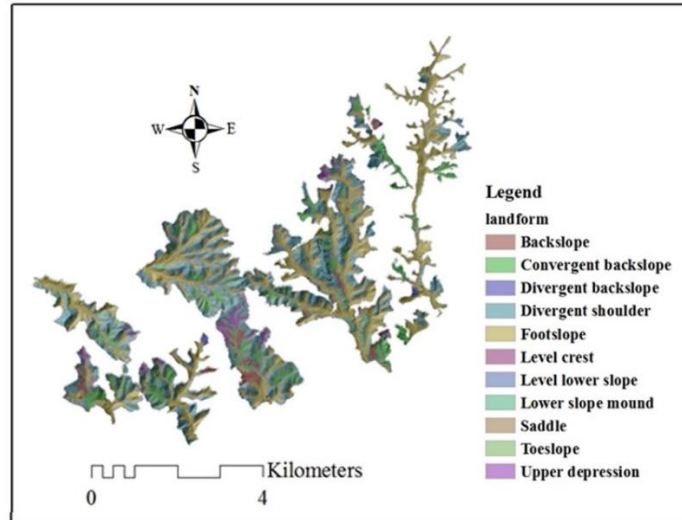 N
W E
S
Legend
landform
Backslope
Convergent backslope
Divergent backslope
Divergent shoulder
Footslope
Level crest
Level lower slope
Lower slope mound
Saddle
Toeslope
Upper depression
Kilometers
0 4